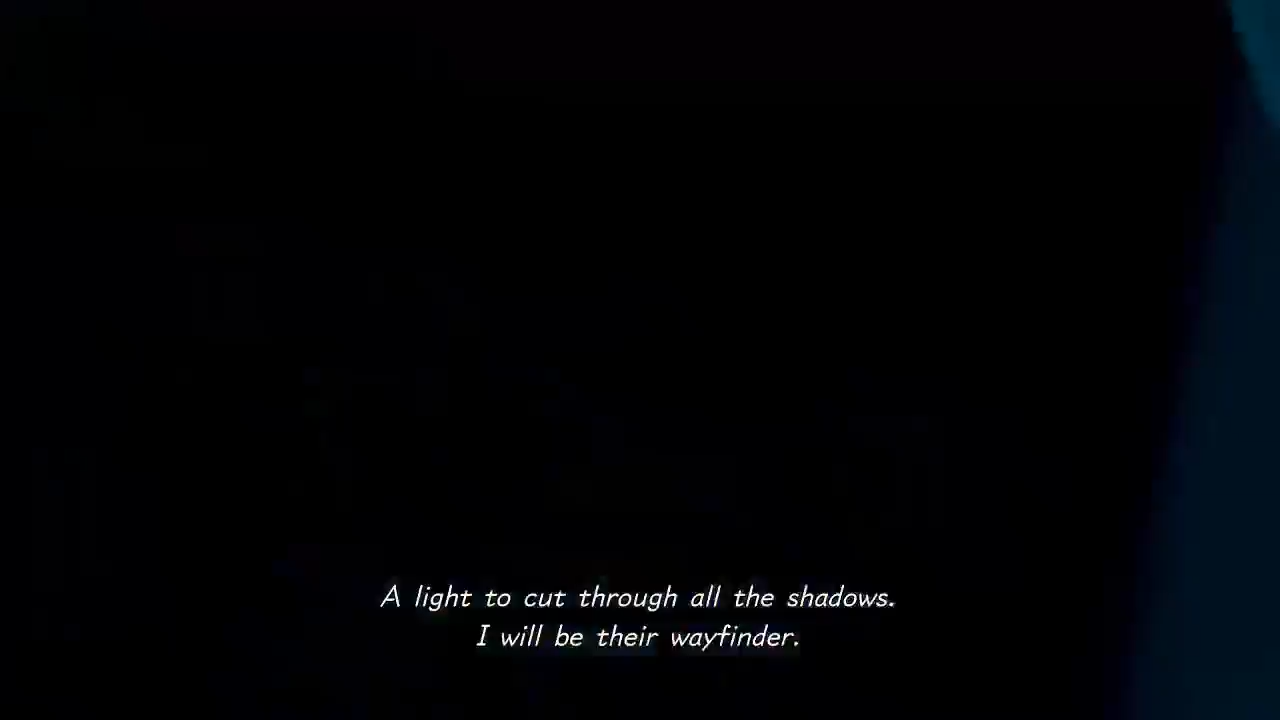 A light to cut through all the shadows.
I will be their wayfinder.